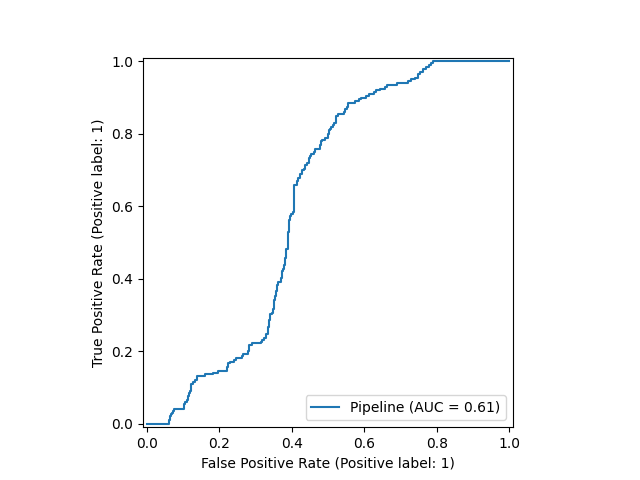 1.0
0.8
0.6
0.4
0.2
0.0
True Positive Rate (Positive label: 1)
Pipeline (AUC = 0.61)
0.0 0.2 0.4 0.6 0.8 1.0
False Positive Rate (Positive label: 1)